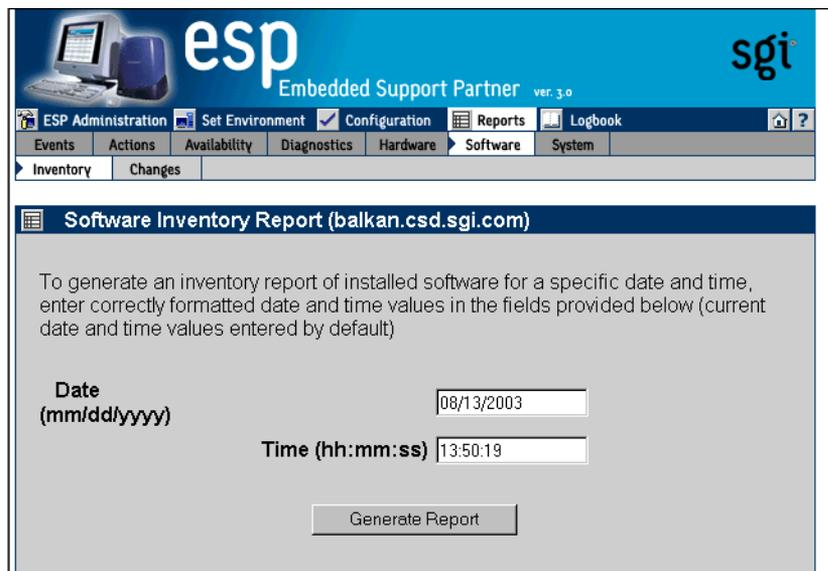 esp
sgi
Embedded Support Partner ver. 3.0
ESP Administration Set Environment Configuration Reports Logbook ?
Events Actions Availability Diagnostics Hardware Software System
Inventory Changes
Software Inventory Report (balkan.csd.sgi.com)
To generate an inventory report of installed software for a specific date and time,
enter correctly formatted date and time values in the fields provided below (current
date and time values entered by default)
Date
(mm/dd/yyyy) 08/13/2003
Time (hh:mm:ss) 13:50:19
Generate Report